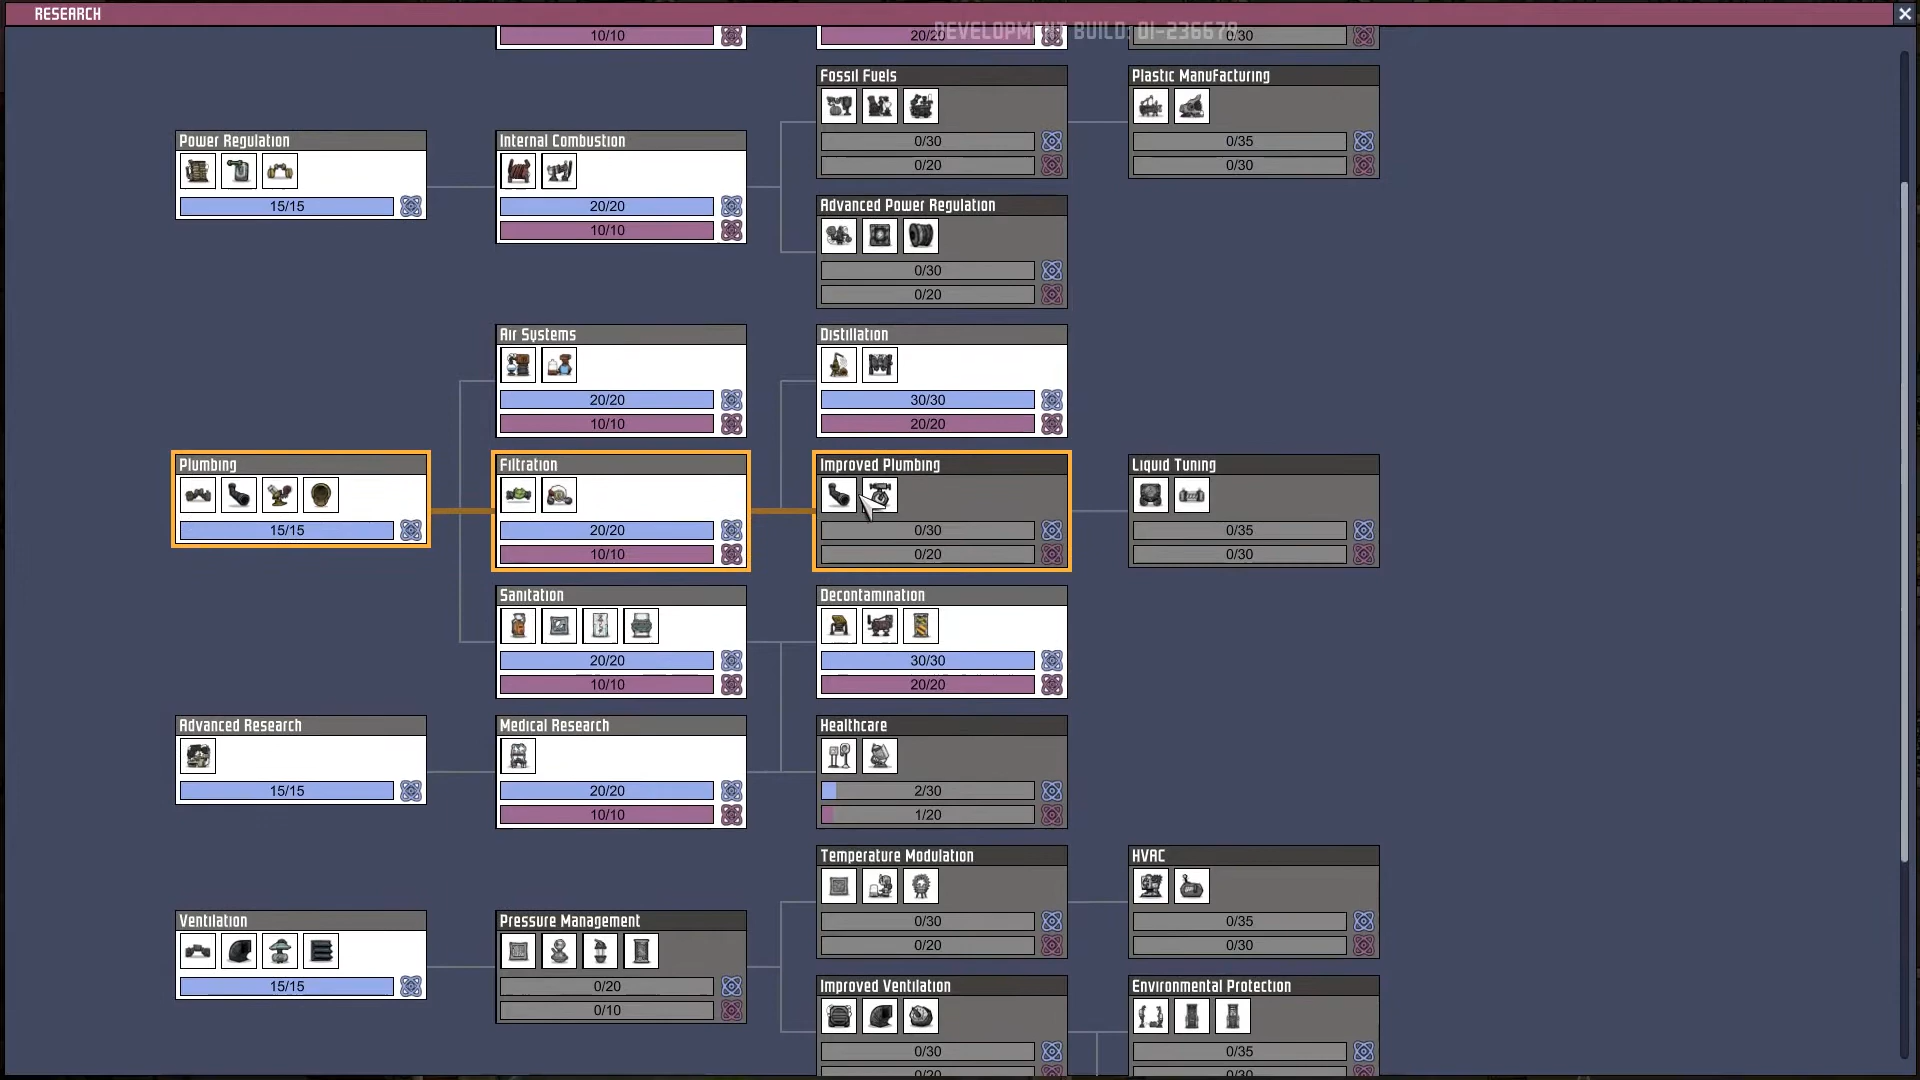 RESEARCH
DEVELOPMENT BUILD: 01-236670
10/10
20/20
0/30
Fossil Fuels
0/30
0/20
Plastic Manufacturing
0/35
0/30
Power Regulation
15/15
Internal Combustion
20/20
10/10
Advanced Power Regulation
0/30
0/20
Air Systems
20/20
10/10
Distillation
30/30
20/20
Plumbing
15/15
Filtration
20/20
10/10
Improved Plumbing
0/30
0/20
Liquid Tuning
0/35
0/30
Sanitation
20/20
10/10
Decontamination
30/30
20/20
Advanced Research
15/15
Medical Research
20/20
10/10
Healthcare
2/30
1/20
Temperature Modulation
0/30
0/20
HVAC
0/35
0/30
Ventilation
15/15
Pressure Management
0/20
0/10
Improved Ventilation
0/30
0/20
Environmental Protection
0/35
0/30